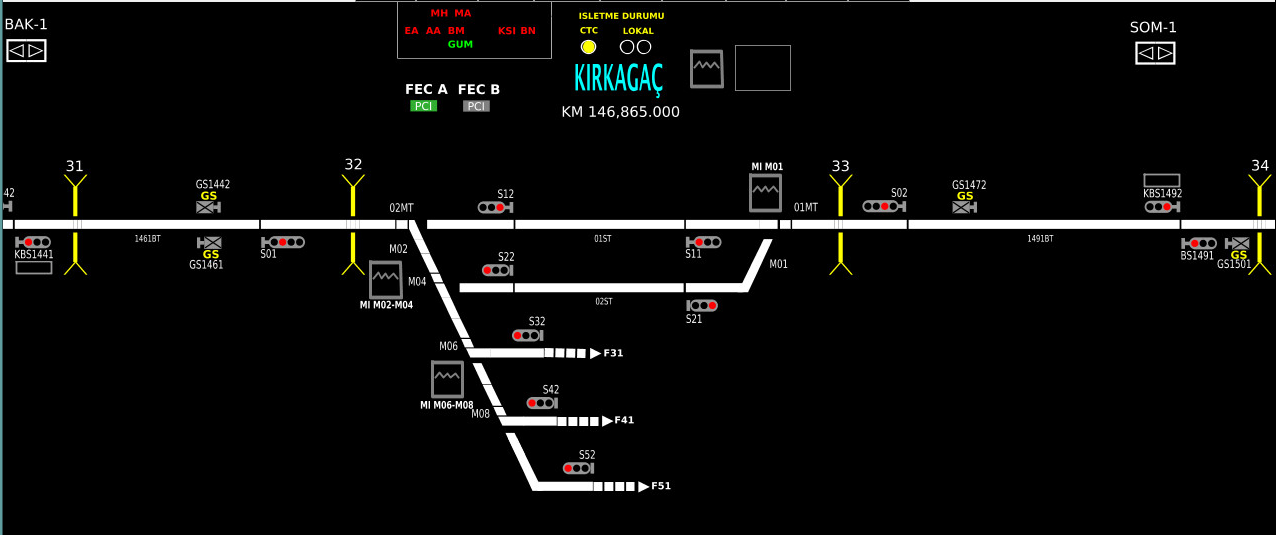 BAK-1
MH MA
EA AA BM KSI BN
GUM
ISLETME DURUMU
CTC LOKAL
KIRKAGAÇ
KM 146,865.000
SOM-1
FEC A FEC B
PCI PCI
31
32
MI M01
33
34
42
GS1442
GS
S12
S02
GS1472
GS
KBS1492
02MT
01MT
1461BT
01ST
1491BT
KBS1441
GS
GS1461
S01
M02
S11
M01
BS1491
GS
GS1501
S22
M04
MI M02-M04
02ST
S21
S32
M06
F31
MI M06-M08
S42
M08
F41
S52
F51